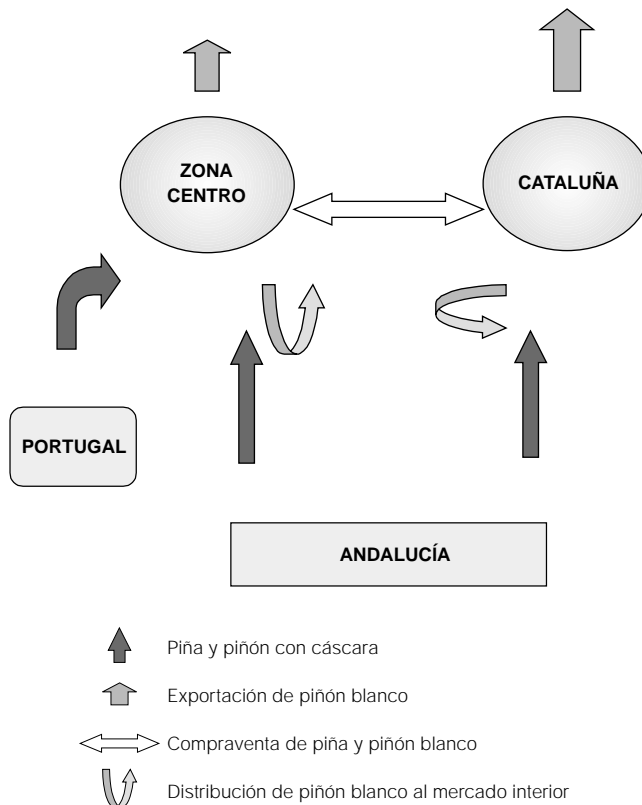 ZONA
CENTRO
CATALUÑA
PORTUGAL
ANDALUCÍA
Piña y piñón con cáscara
Exportación de piñón blanco
Compraventa de piña y piñón blanco
Distribución de piñón blanco al mercado interior